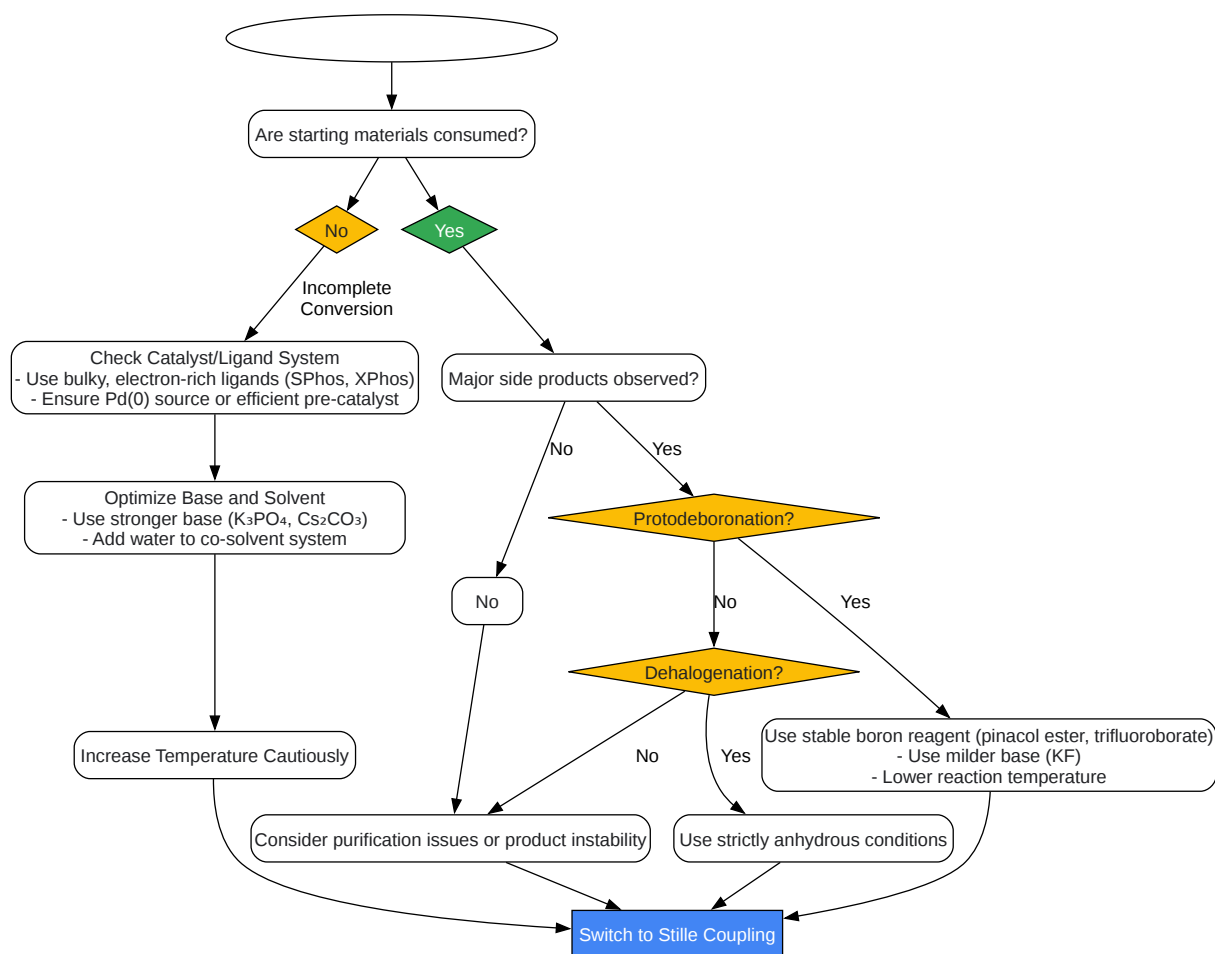 Are starting materials consumed?
No
Yes
Incomplete
Conversion
Check Catalyst/Ligand System
- Use bulky, electron-rich ligands (SPhos, XPhos)
- Ensure Pd(0) source or efficient pre-catalyst
Major side products observed?
No
Yes
Optimize Base and Solvent
- Use stronger base (K₃PO₄, Cs₂CO₃)
- Add water to co-solvent system
Protodeboronation?
No
No
Yes
Dehalogenation?
Increase Temperature Cautiously
No
Yes
Use stable boron reagent (pinacol ester, trifluoroborate)
- Use milder base (KF)
- Lower reaction temperature
Consider purification issues or product instability
Use strictly anhydrous conditions
Switch to Stille Coupling